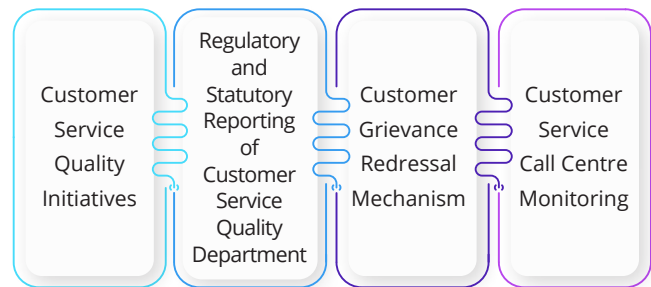 Customer
Service
Quality
Initiatives
Regulatory
and
Statutory
Reporting
of
Customer
Service
Quality
Department
Customer
Grievance
Redressal
Mechanism
Customer
Service
Call Centre
Monitoring